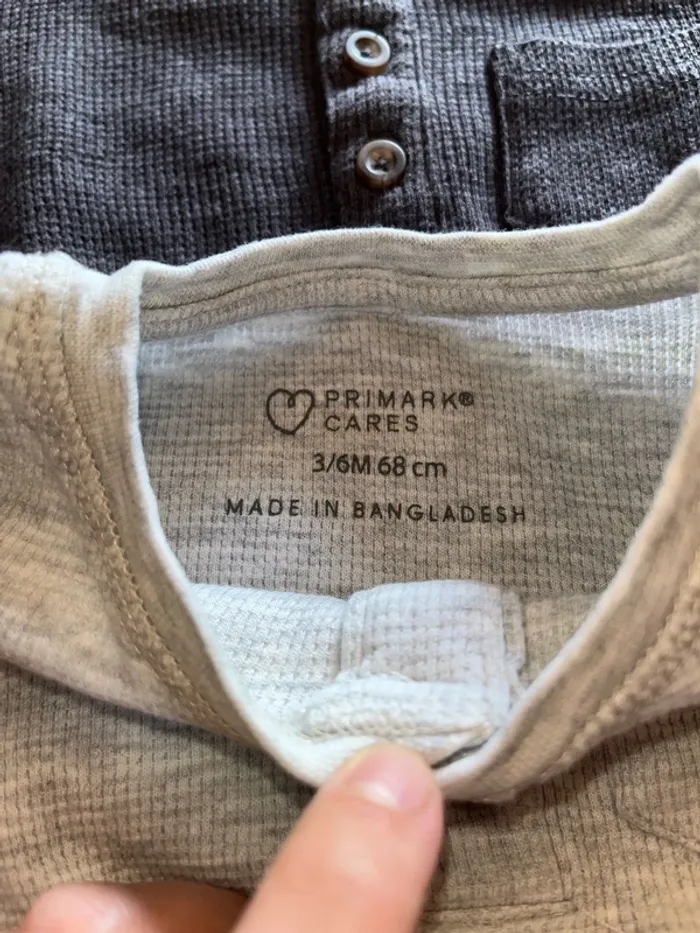 PRIMARK®
CARES
3/6M 68 cm
MADE IN BANGLADESH